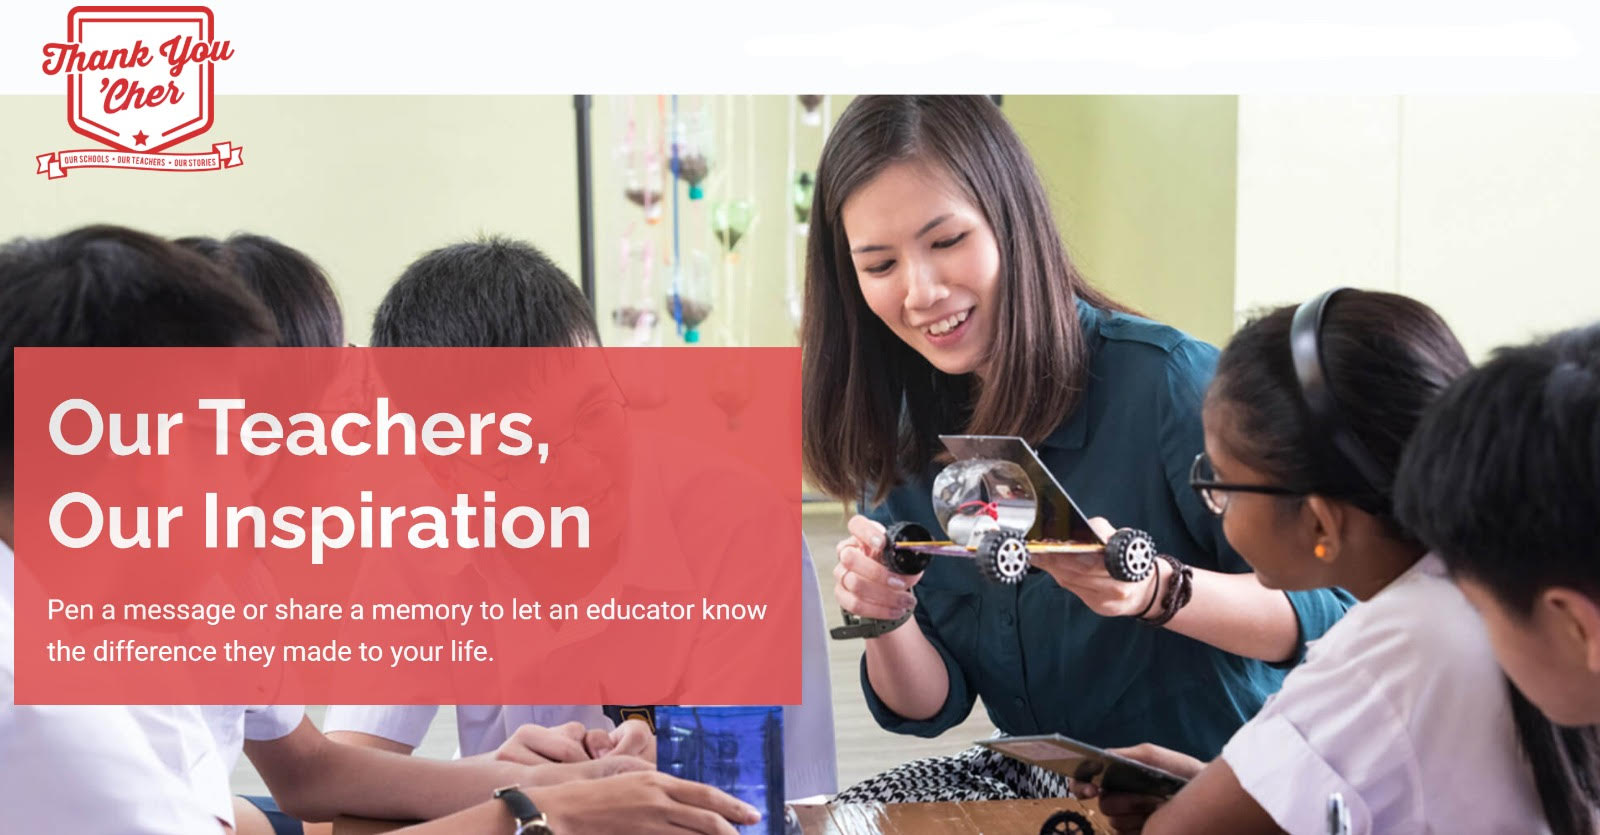 Thank You
'Cher
OUR SCHOOLS • OUR TEACHERS • OUR STORIES
Our Teachers,
Our Inspiration
Pen a message or share a memory to let an educator know
the difference they made to your life.